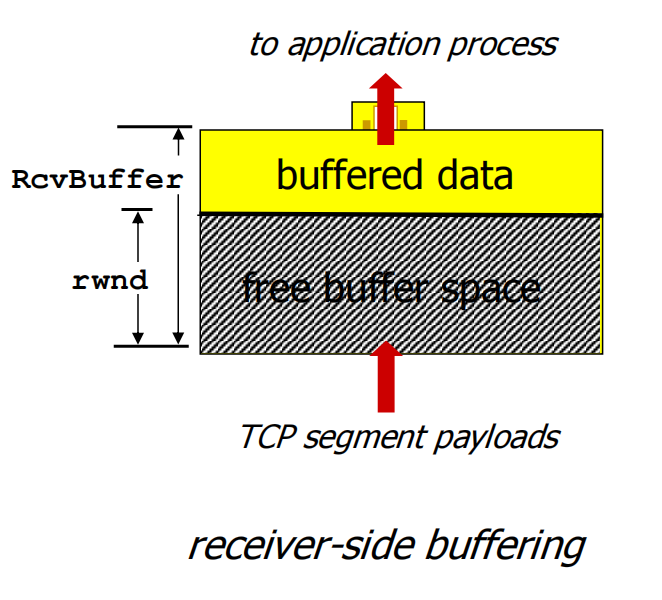 to application process
RcvBuffer
buffered data
rwnd
free buffer space
TCP segment payloads
receiver-side buffering